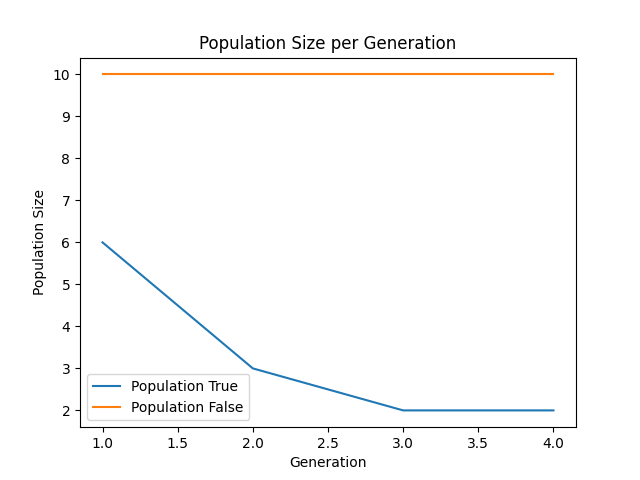 Population Size per Generation
10
9
8
7
6
5
4
3
2
Population Size
Population True
Population False
1.0 1.5 2.0 2.5 3.0 3.5 4.0
Generation